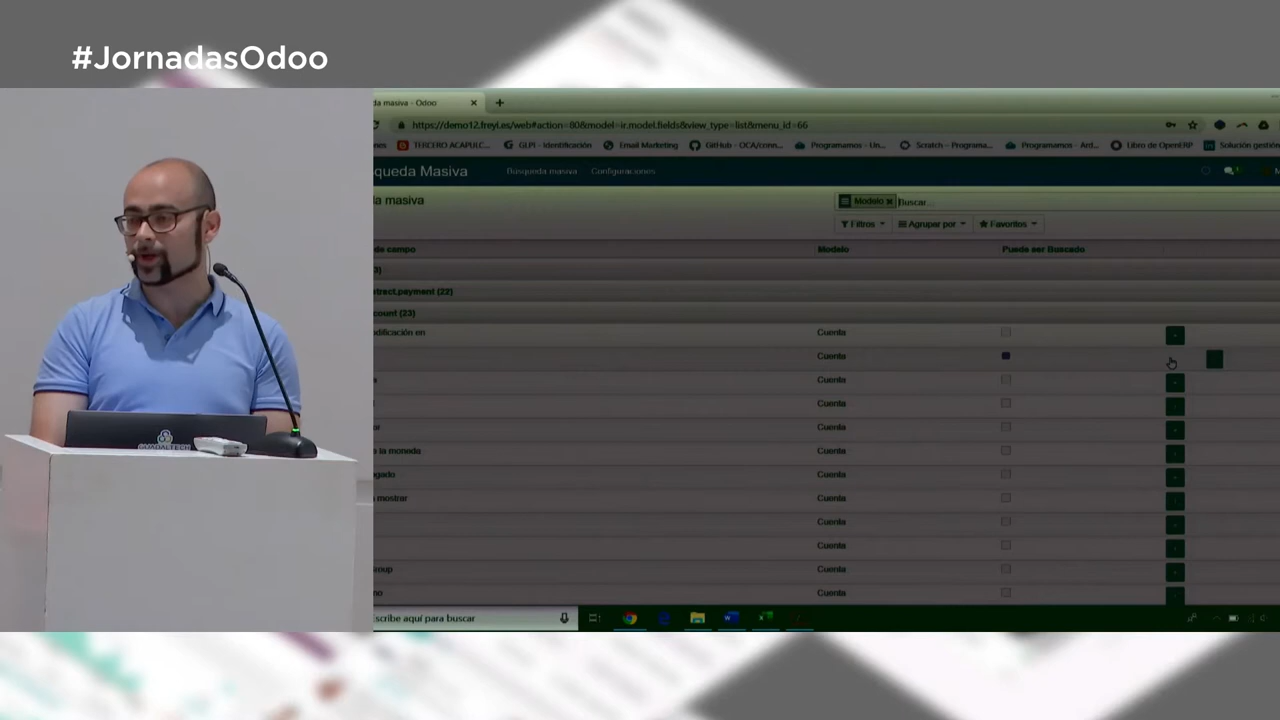 #JornadasOdoo
da masiva - Odoo
https://demo12.freyi.es/web#action=80&model=ir.model.fields&view_type=list&menu_id=66
TERCERO ACAPULC...
GLPI - Identificación
Email Marketing
GitHub - OCA/conn...
Programamos - Un...
Scratch – Programa...
Programamos - Ard...
Libro de OpenERP
Solución gestión
queda Masiva
Búsqueda masiva
Configuraciones
la masiva
Modelo
Buscar...
Filtros
Agrupar por
Favoritos
campo
Modelo
Puede ser Buscado
tract.payment (22)
count (23)
dificación en
Cuenta
Cuenta
Cuenta
Cuenta
Cuenta
la moneda
Cuenta
gado
Cuenta
mostrar
Cuenta
Cuenta
Cuenta
roup
Cuenta
Cuenta
scribe aquí para buscar
GUADALTECH